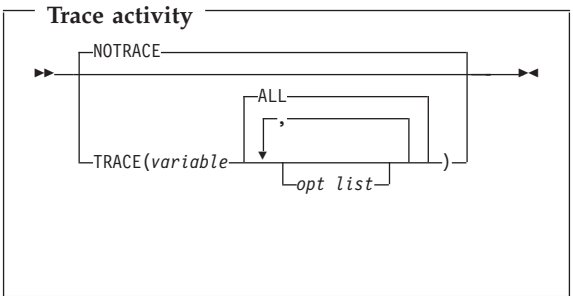 Trace activity
NOTRACE
ALL
,
TRACE(variable
)
opt list